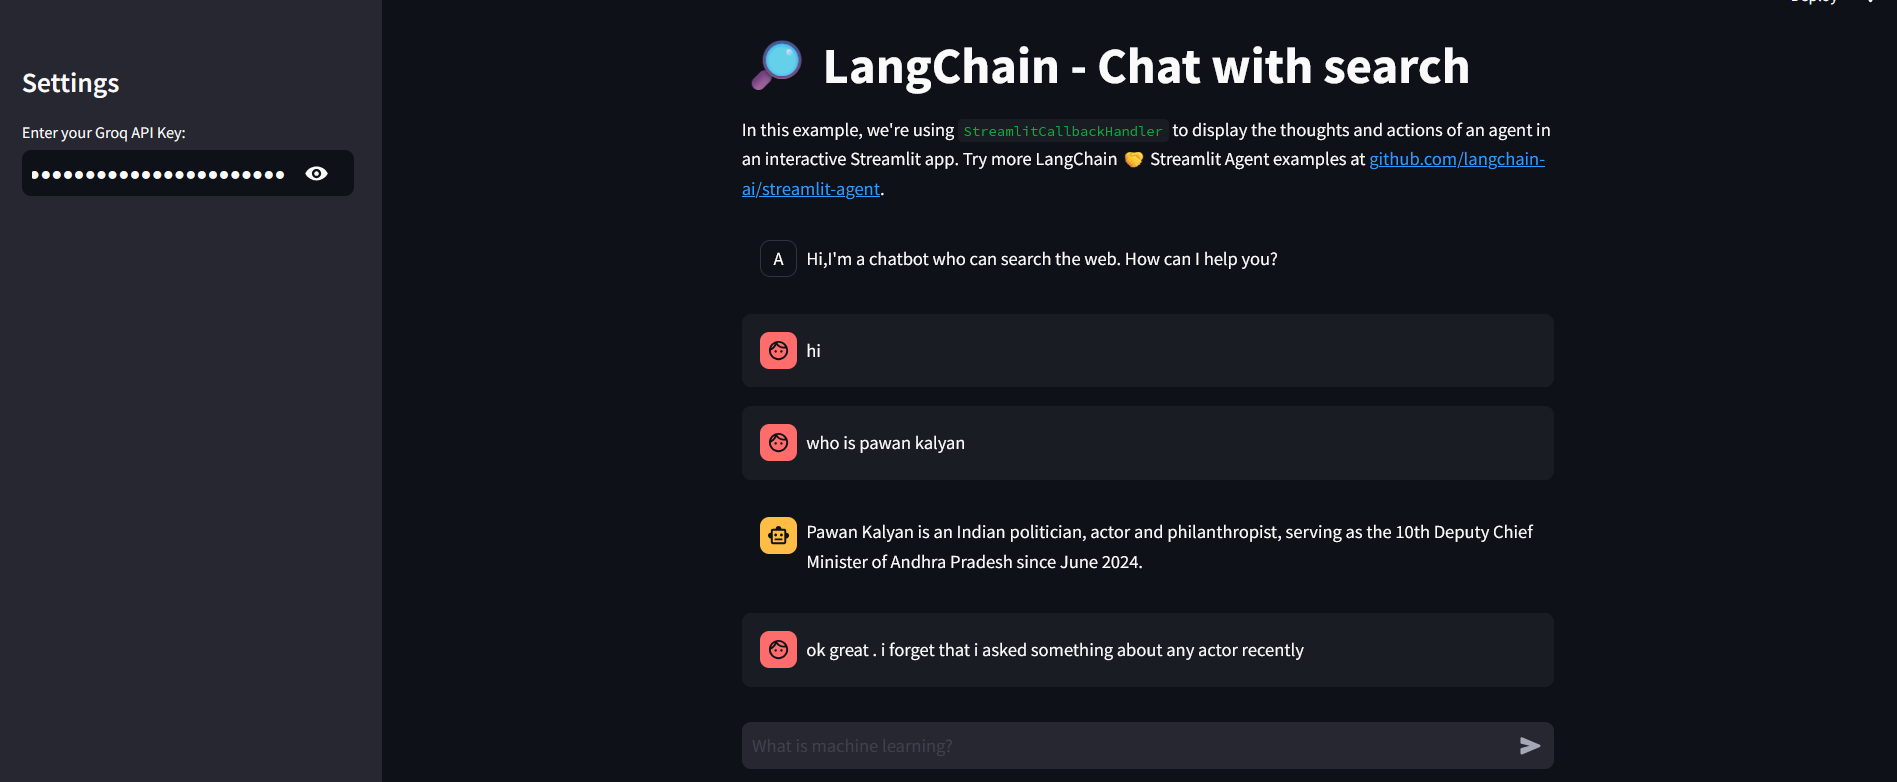 Deploy
Settings
Enter your Groq API Key:
LangChain - Chat with search
In this example, we're using StreamlitCallbackHandler to display the thoughts and actions of an agent in
an interactive Streamlit app. Try more LangChain 🤝 Streamlit Agent examples at github.com/langchain-
ai/streamlit-agent.
A Hi,I'm a chatbot who can search the web. How can I help you?
hi
who is pawan kalyan
Pawan Kalyan is an Indian politician, actor and philanthropist, serving as the 10th Deputy Chief
Minister of Andhra Pradesh since June 2024.
ok great . i forget that i asked something about any actor recently
What is machine learning?